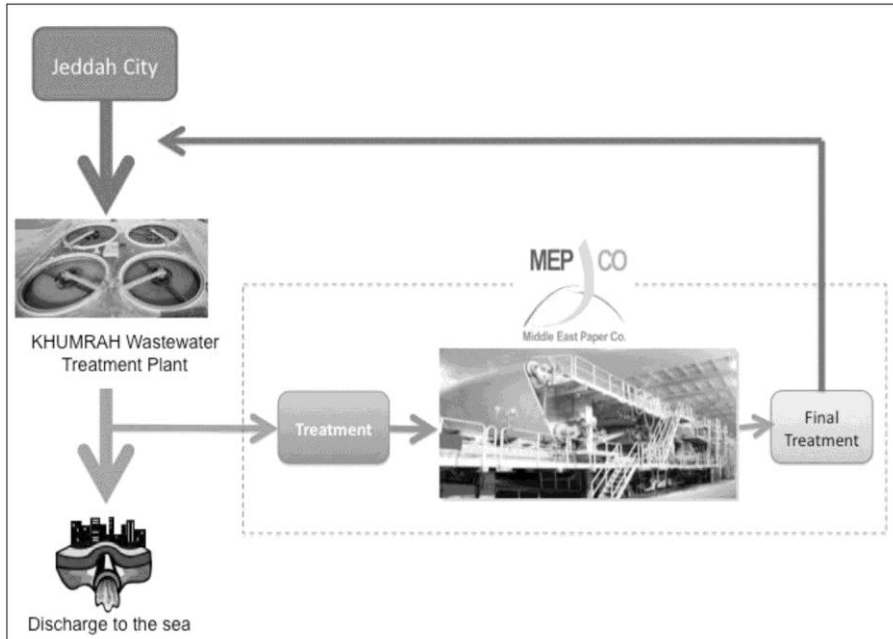 Jeddah City
MEP CO
Middle East Paper Co.
KHUMRAH Wastewater
Treatment Plant
Treatment
Final
Treatment
Discharge to the sea